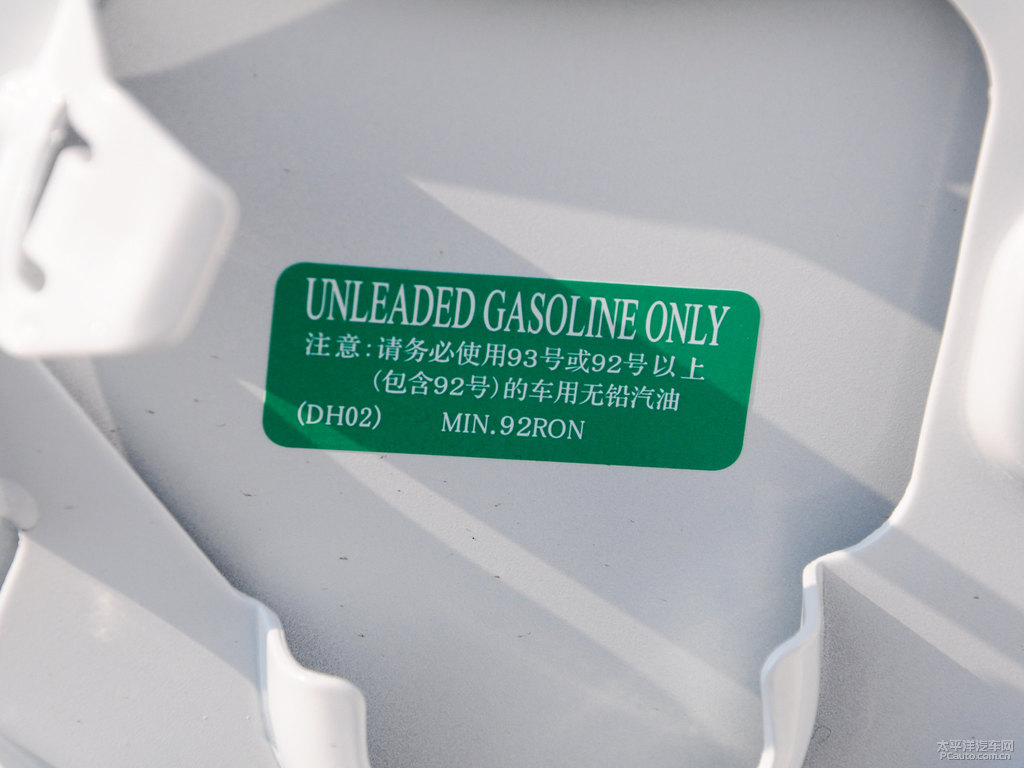 UNLEADED GASOLINE ONLY
注意:请务必使用93号或92号以上
(包含92号)的车用无铅汽油
(DH02) MIN.92RON
太平洋汽车网
PCauto.com.cn